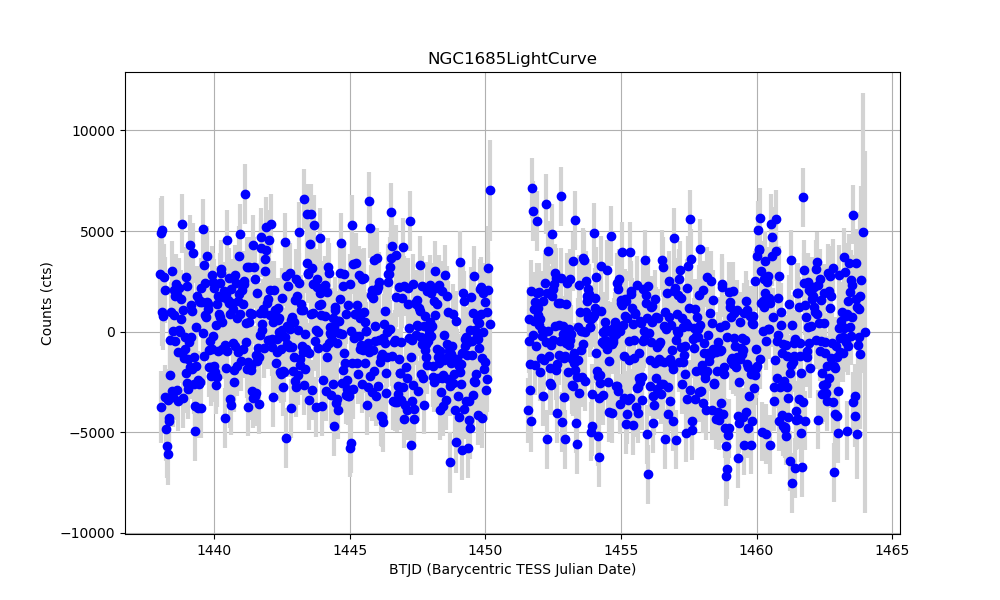 NGC1685LightCurve
10000
5000
0
−5000
−10000
Counts (cts)
1440 1445 1450 1455 1460 1465
BTJD (Barycentric TESS Julian Date)